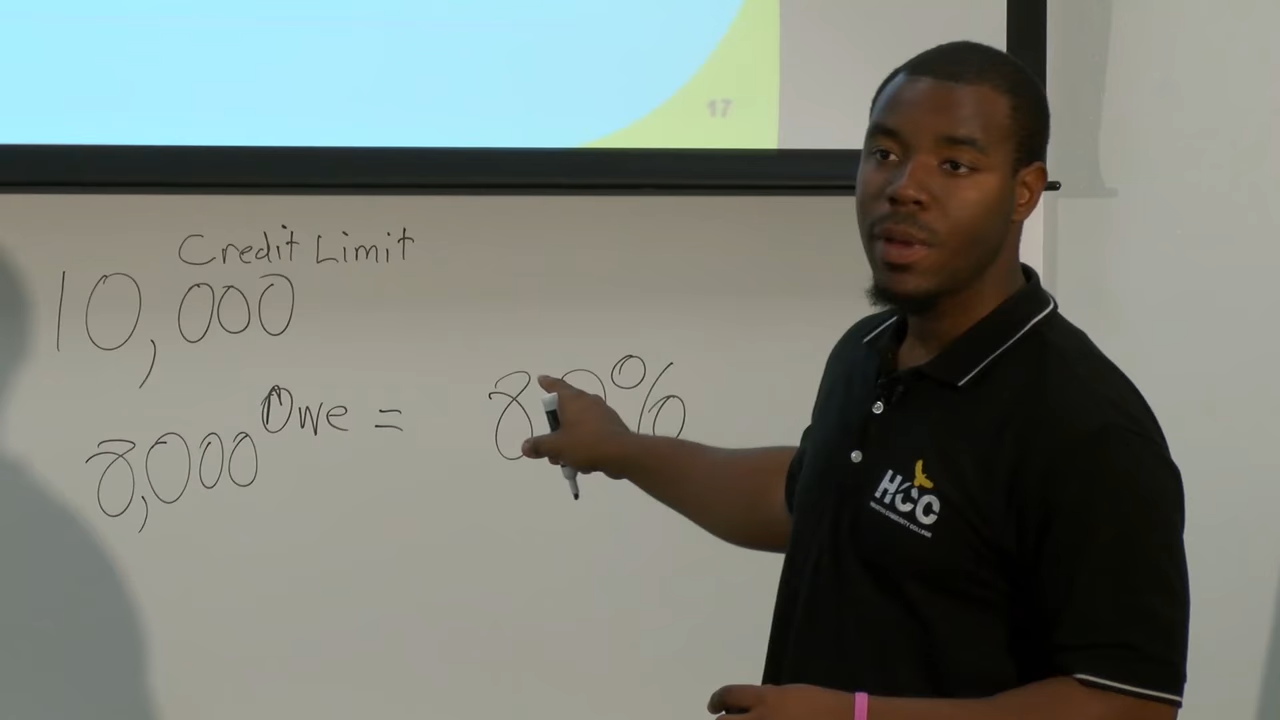 17
Credit Limit
10,000
Owe = 80%
8,000
HCC